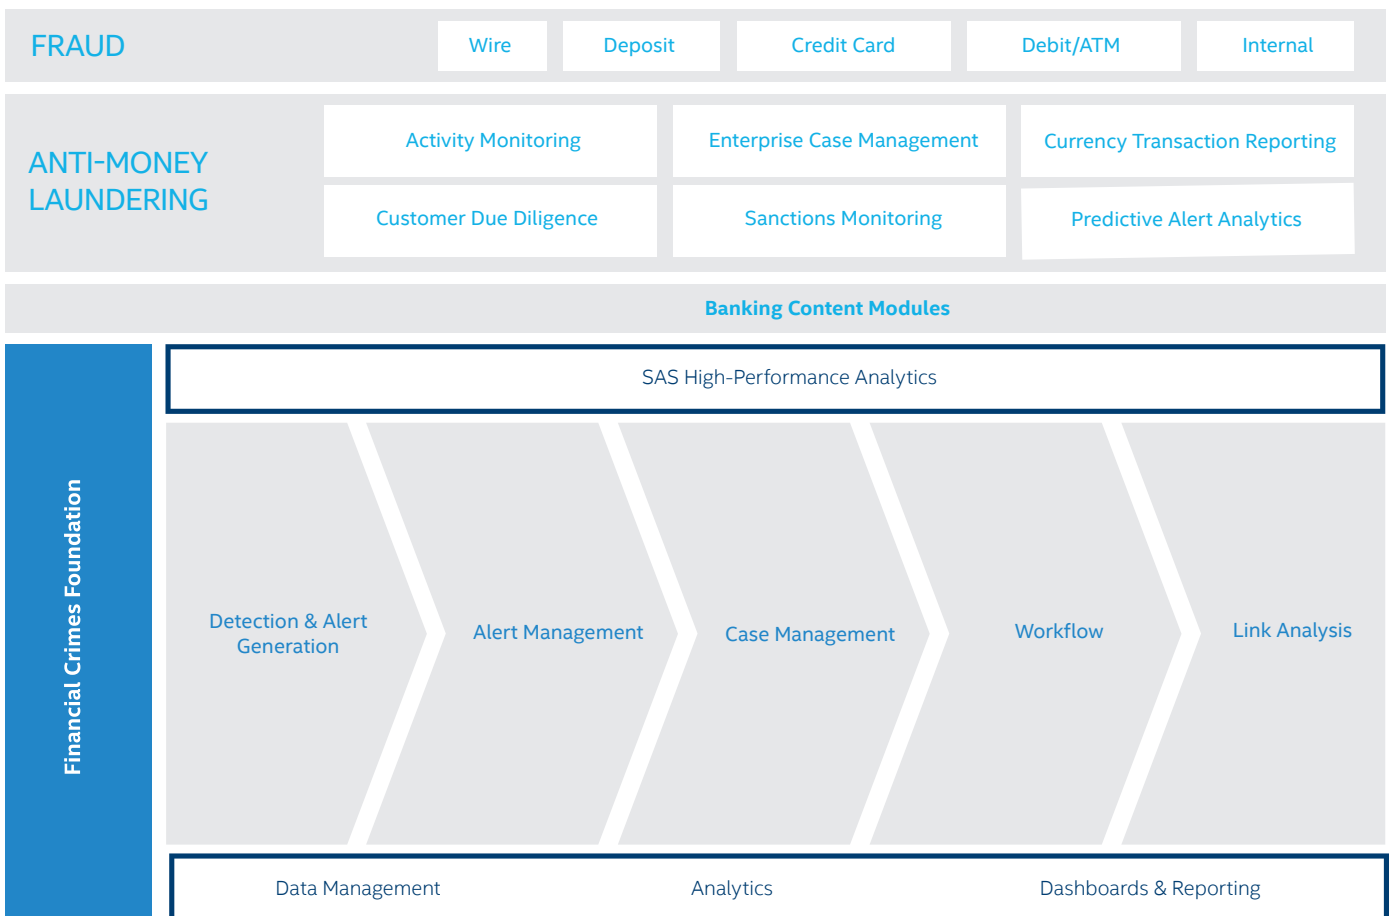 FRAUD
Wire
Deposit
Credit Card
Debit/ATM
Internal
ANTI-MONEY
LAUNDERING
Activity Monitoring
Enterprise Case Management
Currency Transaction Reporting
Customer Due Diligence
Sanctions Monitoring
Predictive Alert Analytics
Banking Content Modules
Financial Crimes Foundation
SAS High-Performance Analytics
Detection & Alert
Generation
Alert Management
Case Management
Workflow
Link Analysis
Data Management
Analytics
Dashboards & Reporting